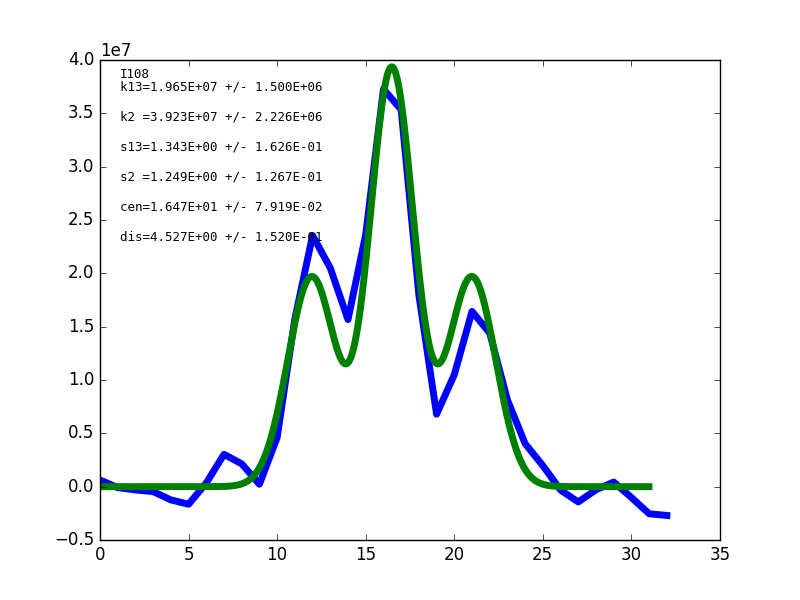 1e7
4.0
3.5
3.0
2.5
2.0
1.5
1.0
0.5
0.0
−0.5
I108
k13=1.965E+07 +/- 1.500E+06
k2 =3.923E+07 +/- 2.226E+06
s13=1.343E+00 +/- 1.626E-01
s2 =1.249E+00 +/- 1.267E-01
cen=1.647E+01 +/- 7.919E-02
dis=4.527E+00 +/- 1.520E-01
0 5 10 15 20 25 30 35